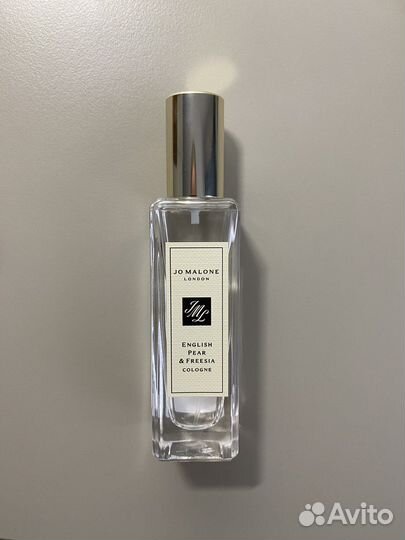 JO MALONE
LONDON
JML
ENGLISH
PEAR
& FREESIA
COLOGNE
Avito